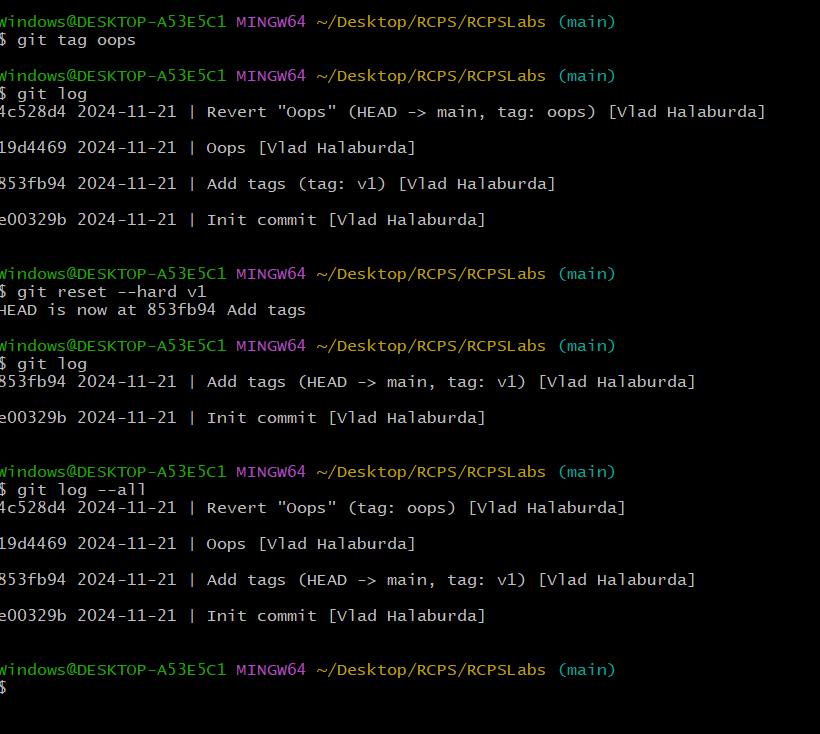 Windows@DESKTOP-A53E5C1 MINGW64 ~/Desktop/RCPS/RCPSLabs (main)
$ git tag oops
Windows@DESKTOP-A53E5C1 MINGW64 ~/Desktop/RCPS/RCPSLabs (main)
$ git log
4c528d4 2024-11-21 | Revert "Oops" (HEAD -> main, tag: oops) [Vlad Halaburda]
19d4469 2024-11-21 | Oops [Vlad Halaburda]
853fb94 2024-11-21 | Add tags (tag: v1) [Vlad Halaburda]
e00329b 2024-11-21 | Init commit [Vlad Halaburda]
Windows@DESKTOP-A53E5C1 MINGW64 ~/Desktop/RCPS/RCPSLabs (main)
$ git reset --hard v1
HEAD is now at 853fb94 Add tags
Windows@DESKTOP-A53E5C1 MINGW64 ~/Desktop/RCPS/RCPSLabs (main)
$ git log
853fb94 2024-11-21 | Add tags (HEAD -> main, tag: v1) [Vlad Halaburda]
e00329b 2024-11-21 | Init commit [Vlad Halaburda]
Windows@DESKTOP-A53E5C1 MINGW64 ~/Desktop/RCPS/RCPSLabs (main)
$ git log --all
4c528d4 2024-11-21 | Revert "Oops" (tag: oops) [Vlad Halaburda]
19d4469 2024-11-21 | Oops [Vlad Halaburda]
853fb94 2024-11-21 | Add tags (HEAD -> main, tag: v1) [Vlad Halaburda]
e00329b 2024-11-21 | Init commit [Vlad Halaburda]
Windows@DESKTOP-A53E5C1 MINGW64 ~/Desktop/RCPS/RCPSLabs (main)
$